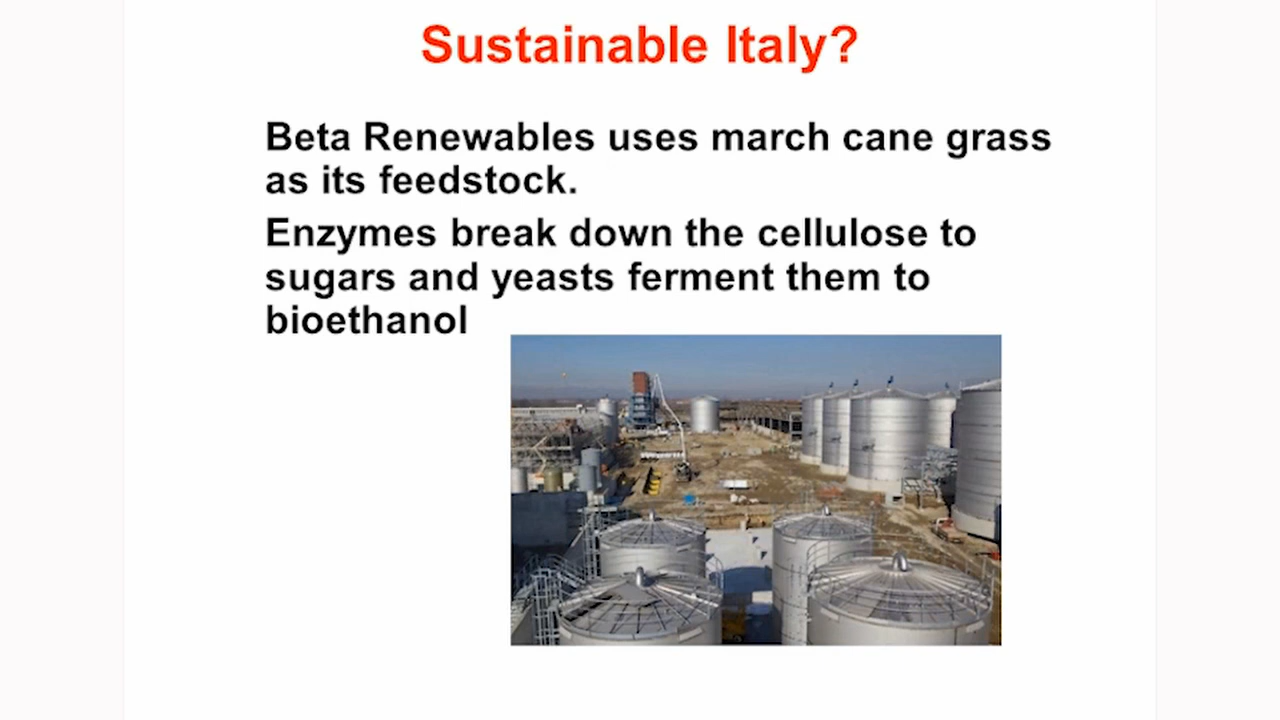 Sustainable Italy?
Beta Renewables uses march cane grass
as its feedstock.
Enzymes break down the cellulose to
sugars and yeasts ferment them to
bioethanol